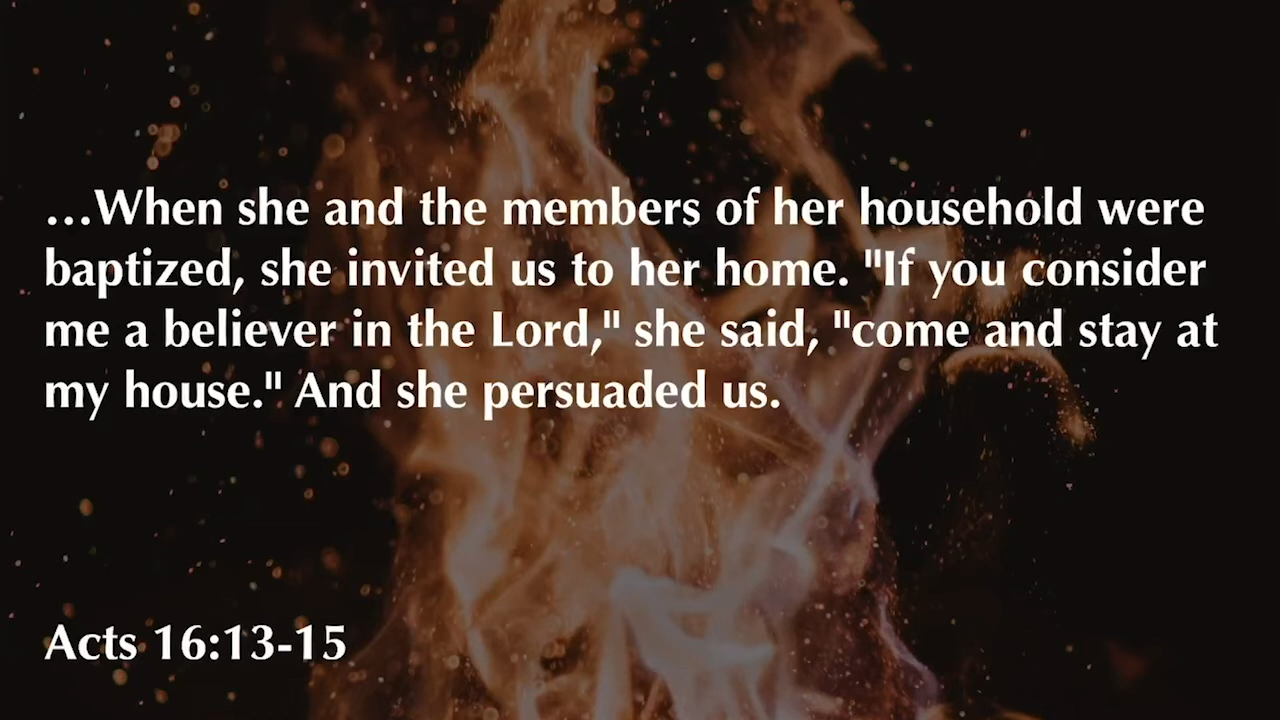 …When she and the members of her household were
baptized, she invited us to her home. "If you consider
me a believer in the Lord," she said, "come and stay at
my house." And she persuaded us.
Acts 16:13-15